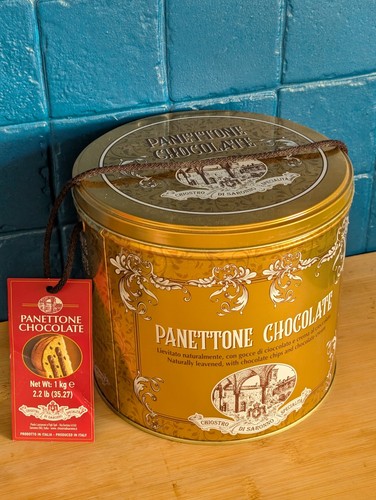 PANETTONE
CHOCOLATE
CHIOSTRO DI SARONNO SPECIALITÀ
PANETTONE CHOCOLATE
Lievitato naturalmente, con gocce di cioccolato e crema al cioccolato
Naturally leavened, with chocolate chips and chocolate cream
CHIOSTRO DI SARONNO SPECIALITÀ
PANETTONE
CHOCOLATE
Net Wt: 1 kg e
2.2 lb (35.27)
PRODOTTO IN ITALIA - PRODUCED IN ITALY